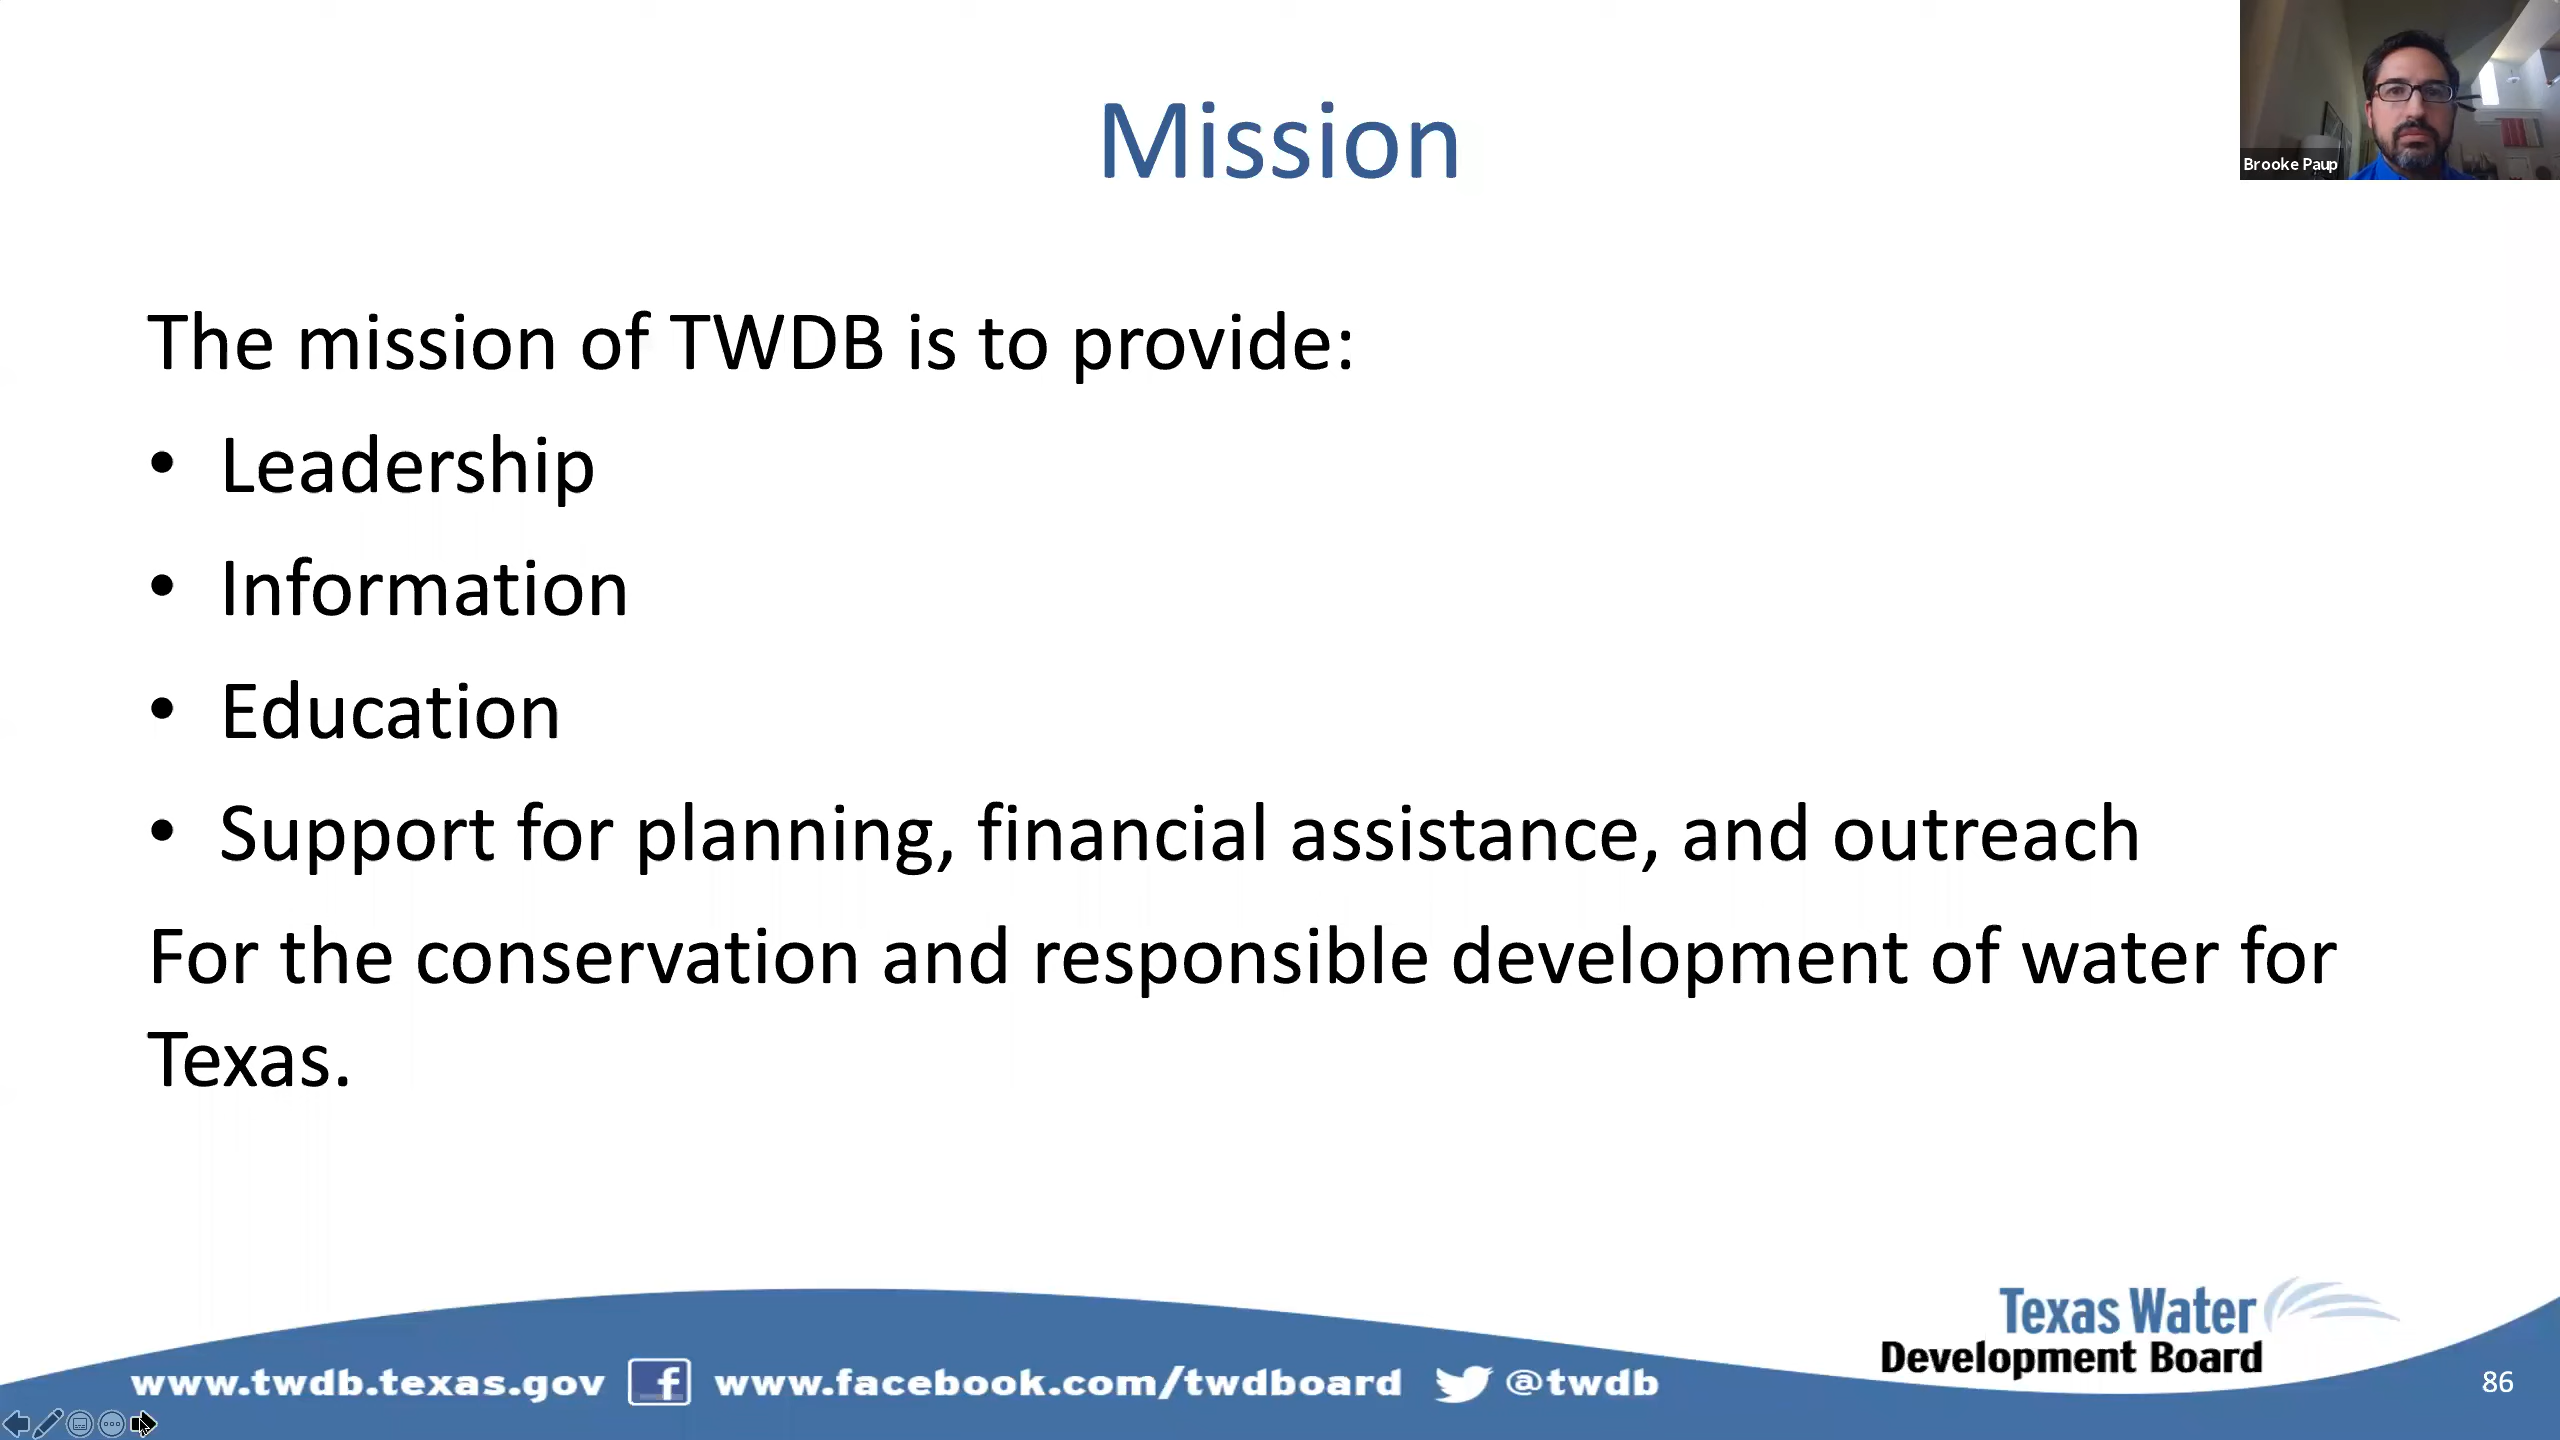 Mission
Brooke Paup
The mission of TWDB is to provide:
• Leadership
• Information
• Education
• Support for planning, financial assistance, and outreach
For the conservation and responsible development of water for
Texas.
Texas Water
Development Board
www.twdb.texas.gov f www.facebook.com/twdboard @twdb
86